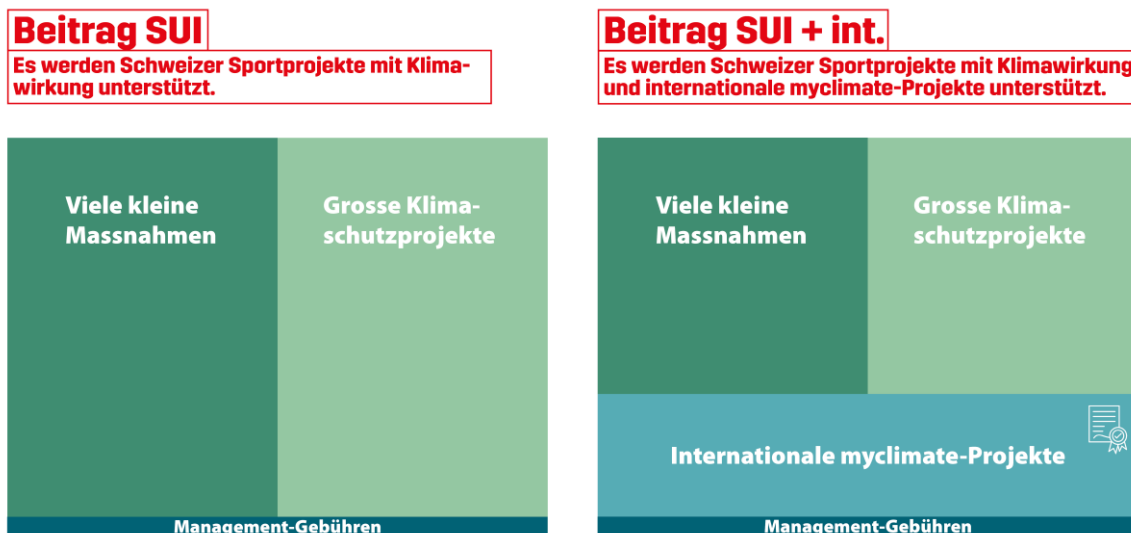 Beitrag SUI
Es werden Schweizer Sportprojekte mit Klima-
wirkung unterstützt.
Viele kleine
Massnahmen
Grosse Klima-
schutzprojekte
Management-Gebühren
Beitrag SUI + int.
Es werden Schweizer Sportprojekte mit Klimawirkung
und internationale myclimate-Projekte unterstützt.
Viele kleine
Massnahmen
Grosse Klima-
schutzprojekte
Internationale myclimate-Projekte
Management-Gebühren